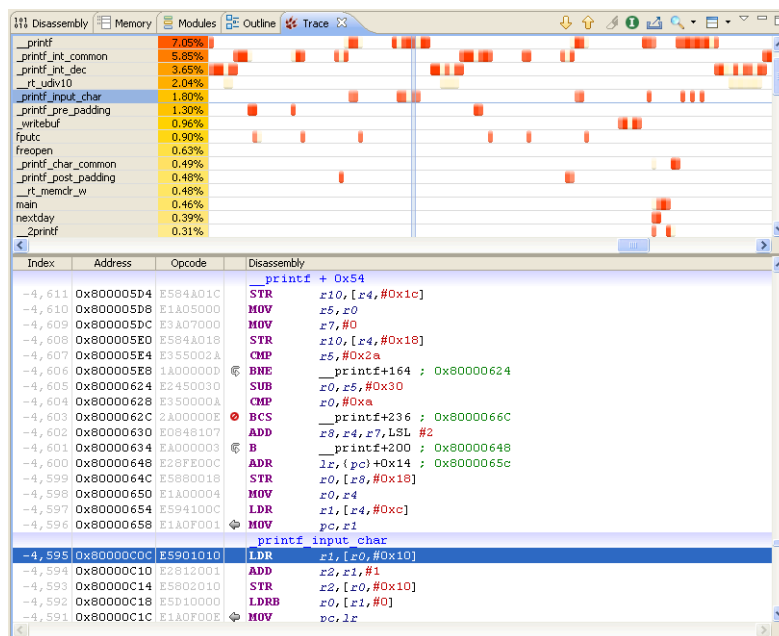 Disassembly Memory Modules Outline Trace
__printf 7.05%
_printf_int_common 5.85%
_printf_int_dec 3.65%
__rt_udiv10 2.04%
_printf_input_char 1.80%
_printf_pre_padding 1.30%
_writebuf 0.96%
fputc 0.90%
freopen 0.63%
_printf_char_common 0.49%
_printf_post_padding 0.48%
__rt_memclr_w 0.48%
main 0.46%
nextday 0.39%
__2printf 0.31%
Index Address Opcode Disassembly
__printf + 0x54
-4,611 0x800005D4 E584A01C STR r10,[r4,#0x1c]
-4,610 0x800005D8 E1A05000 MOV r5,r0
-4,609 0x800005DC E3A07000 MOV r7,#0
-4,608 0x800005E0 E584A018 STR r10,[r4,#0x18]
-4,607 0x800005E4 E355002A CMP r5,#0x2a
-4,606 0x800005E8 1A00000D BNE __printf+164 ; 0x80000624
-4,605 0x80000624 E2450030 SUB r0,r5,#0x30
-4,604 0x80000628 E350000A CMP r0,#0xa
-4,603 0x8000062C 2A00000E BCS __printf+236 ; 0x8000066C
-4,602 0x80000630 E0848107 ADD r8,r4,r7,LSL #2
-4,601 0x80000634 EA000003 B __printf+200 ; 0x80000648
-4,600 0x80000648 E28FE00C ADR lr,{pc}+0x14 ; 0x8000065c
-4,599 0x8000064C E5880018 STR r0,[r8,#0x18]
-4,598 0x80000650 E1A00004 MOV r0,r4
-4,597 0x80000654 E594100C LDR r1,[r4,#0xc]
-4,596 0x80000658 E1A0F001 MOV pc,r1
_printf_input_char
-4,595 0x80000C0C E5901010 LDR r1,[r0,#0x10]
-4,594 0x80000C10 E2812001 ADD r2,r1,#1
-4,593 0x80000C14 E5802010 STR r2,[r0,#0x10]
-4,592 0x80000C18 E5D10000 LDRB r0,[r1,#0]
-4,591 0x80000C1C E1A0F00E MOV pc,lr